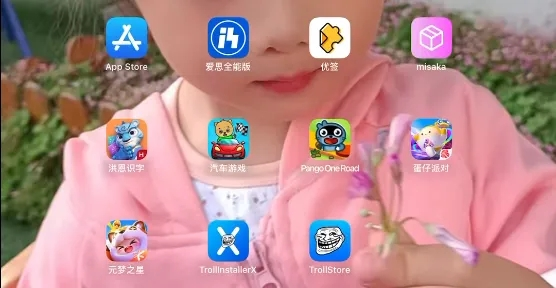 App Store
爱思全能版
优签
misaka
洪恩识字
汽车游戏
Pango One Road
蛋仔派对
元梦之星
TrollInstallerX
TrollStore